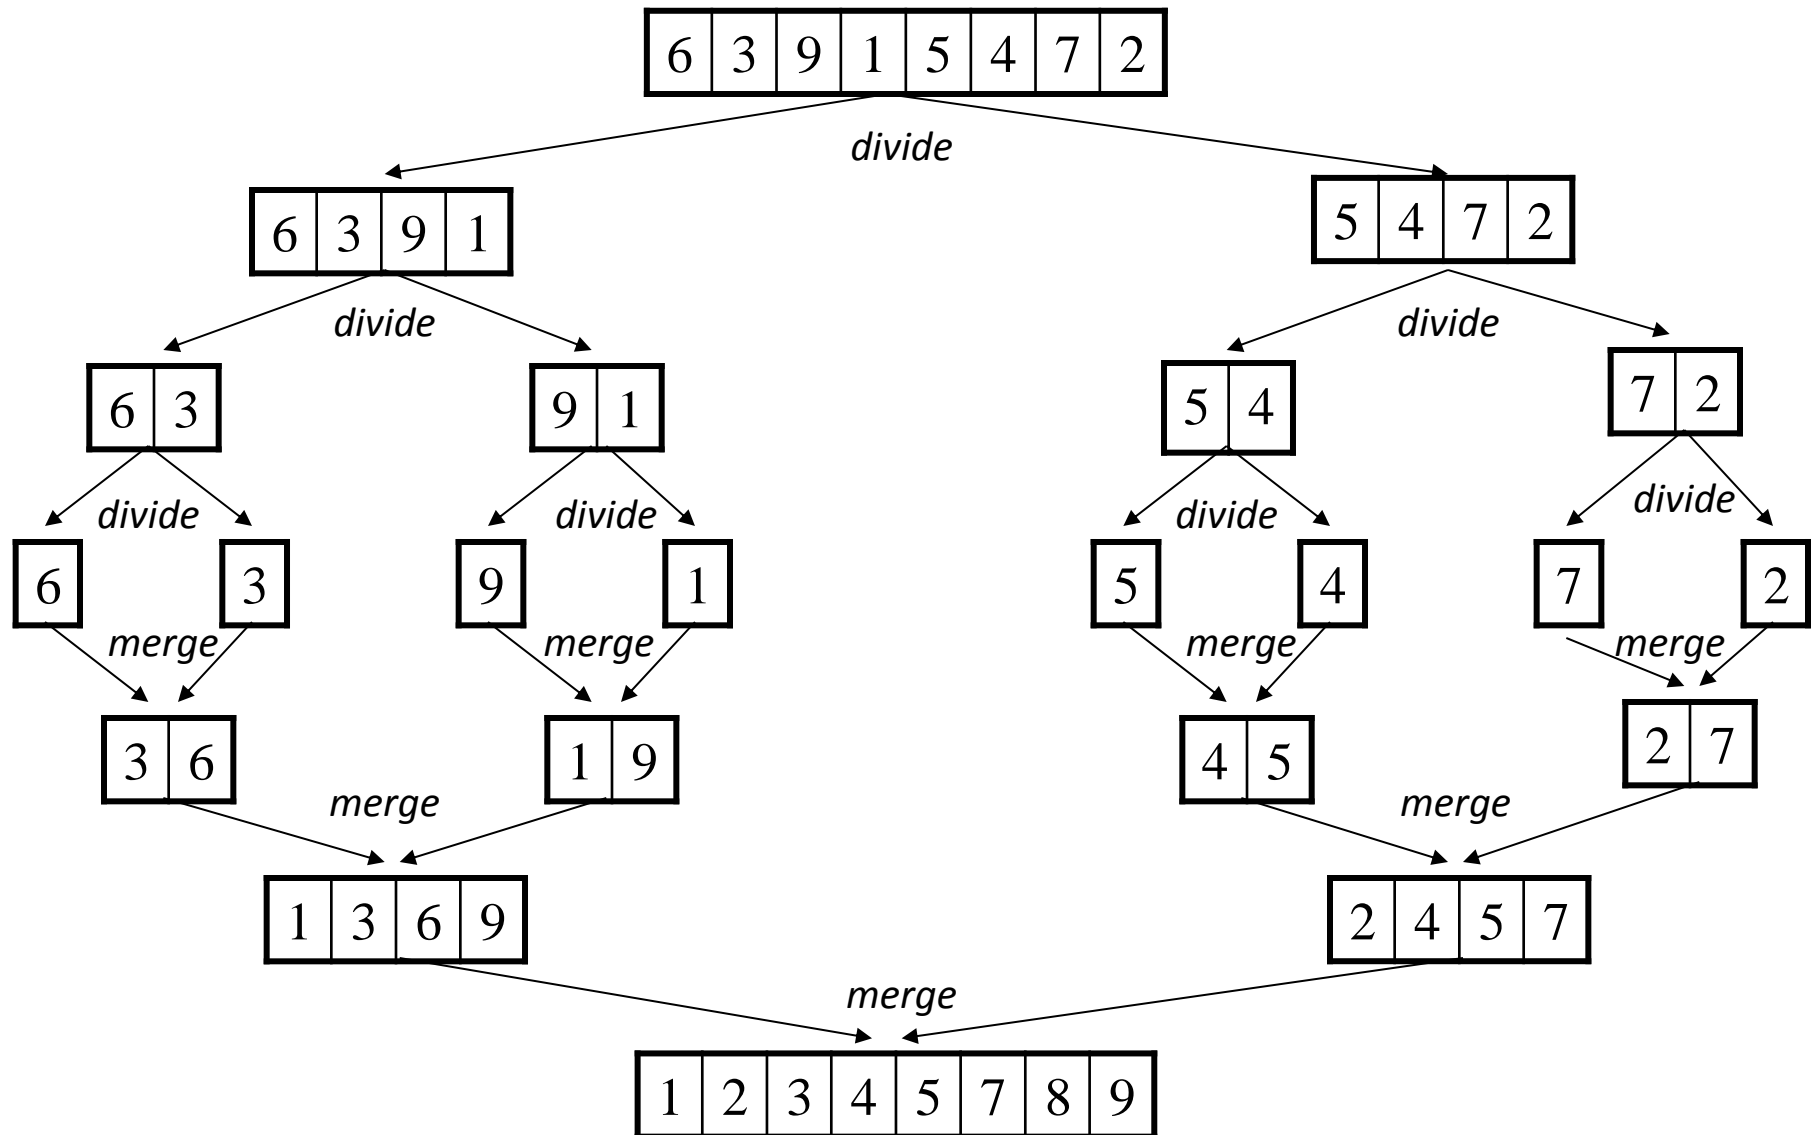 6 3 9 1 5 4 7 2
divide
6 3 9 1
5 4 7 2
divide
divide
6 3
9 1
5 4
7 2
divide
divide
divide
divide
6
3
9
1
5
4
7
2
merge
merge
merge
merge
3 6
1 9
4 5
2 7
merge
merge
1 3 6 9
2 4 5 7
merge
1 2 3 4 5 7 8 9